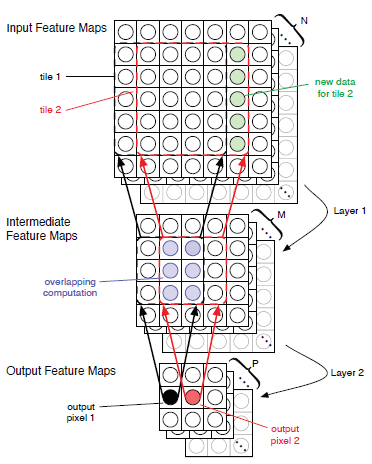 Input Feature Maps
N
tile 1
tile 2
new data
for tile 2
Layer 1
Intermediate
Feature Maps
M
overlapping
computation
Layer 2
Output Feature Maps
P
output
pixel 1
output
pixel 2